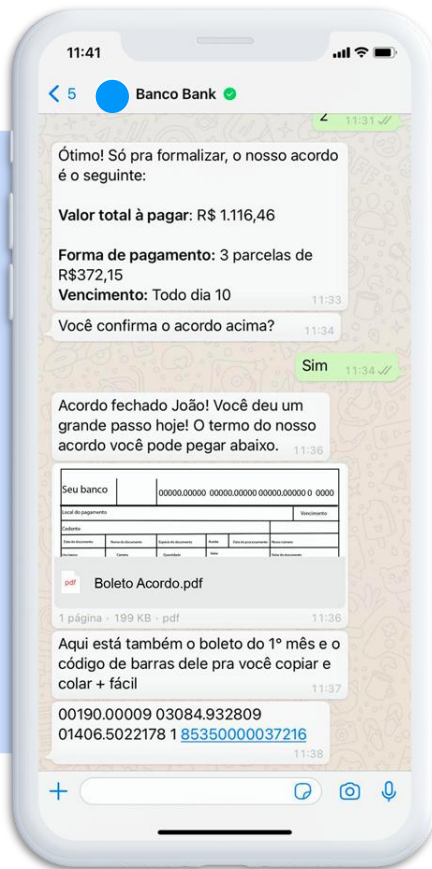 11:41
5 Banco Bank
2 11:31
Ótimo! Só pra formalizar, o nosso acordo
é o seguinte:
Valor total à pagar: R$ 1.116,46
Forma de pagamento: 3 parcelas de
R$372,15
Vencimento: Todo dia 10
11:33
Você confirma o acordo acima?
11:34
Sim 11:34
Acordo fechado João! Você deu um
grande passo hoje! O termo do nosso
acordo você pode pegar abaixo.
11:36
Seu banco 00000.00000 00000.00000 00000.00000 0 0000
Local do pagamento Vencimento
Cedente
Boleto Acordo.pdf
pdf
1 página · 199 KB · pdf 11:36
Aqui está também o boleto do 1º mês e o
código de barras dele pra você copiar e
colar + fácil
11:37
00190.00009 03084.932809
01406.5022178 1 85350000037216
11:38